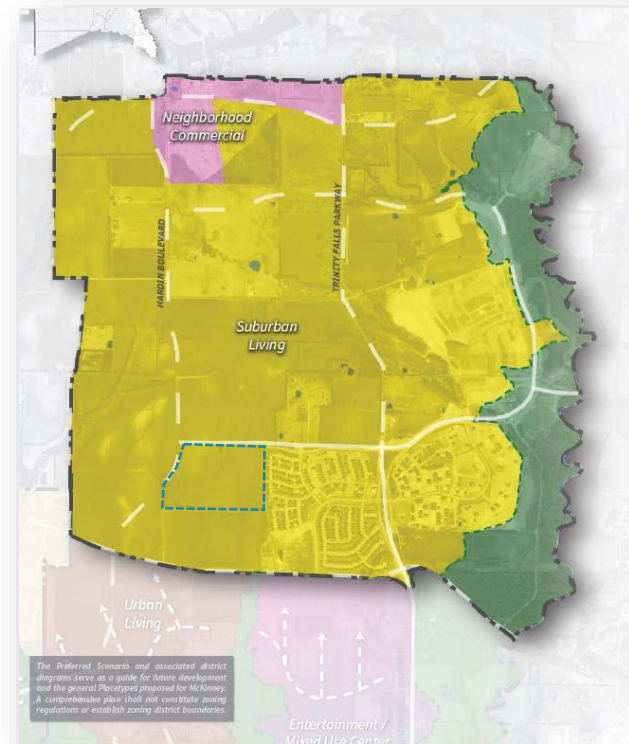 Neighborhood
Commercial
HARDIN BOULEVARD
TRINITY FALLS PARKWAY
Suburban
Living
Urban
Living
The Preferred Scenario and associated district
diagrams serve as a guide for future development
and the general Placetypes proposed for McKinney.
A comprehensive plan shall not constitute zoning
regulations or establish zoning district boundaries.
Entertainment /
Mixed Use Center